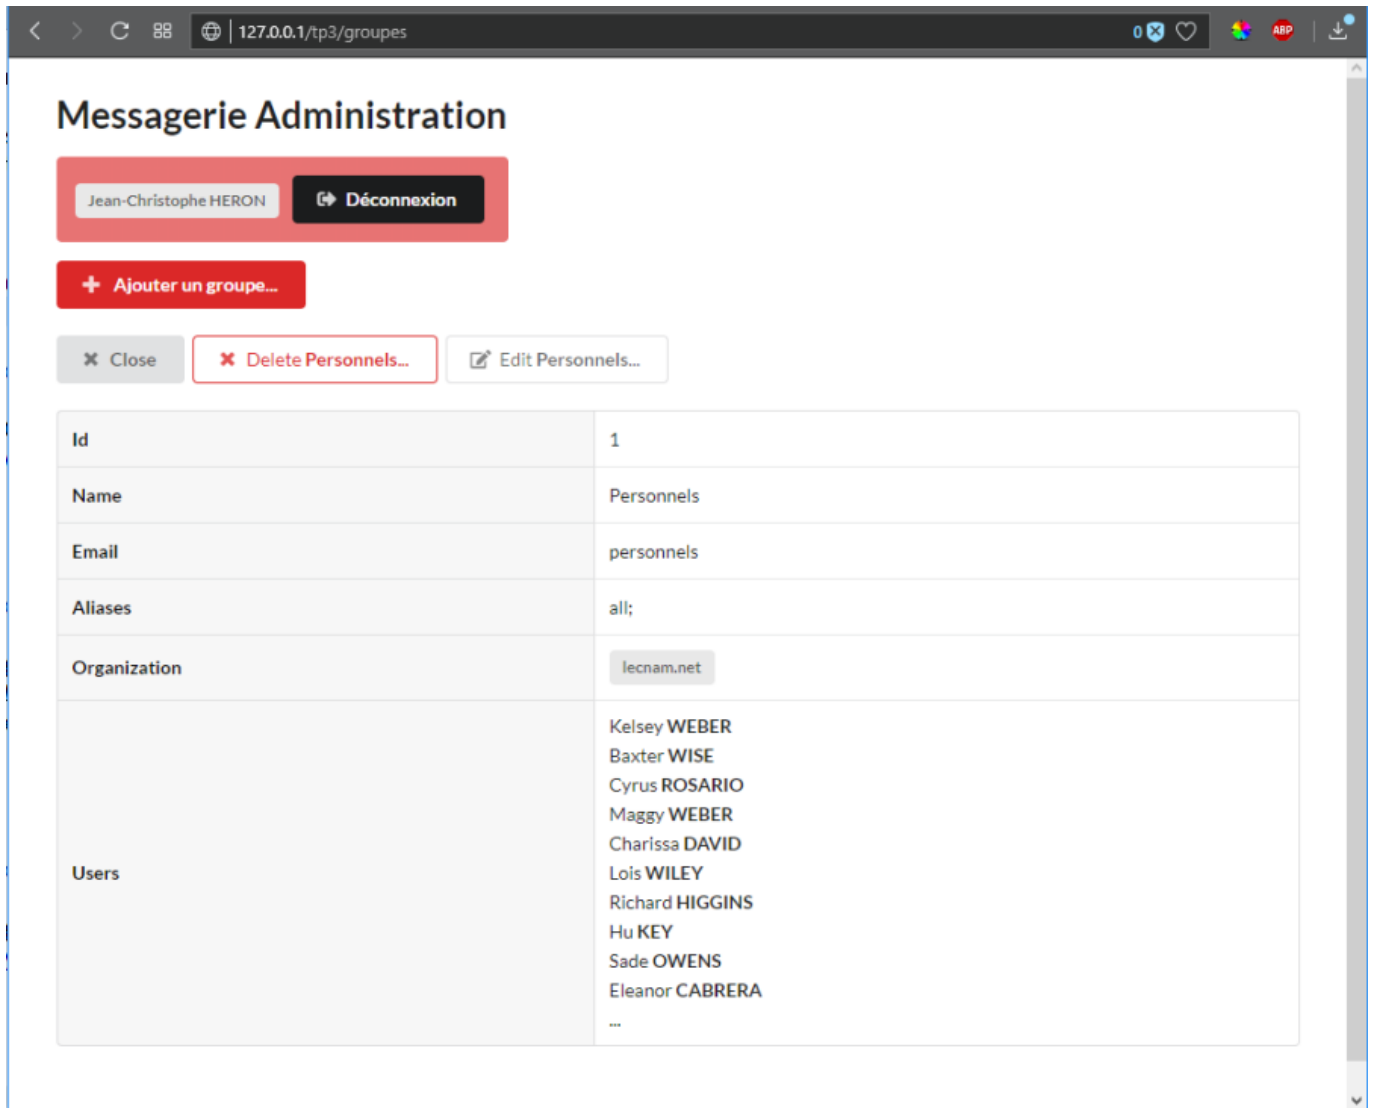 127.0.0.1/tp3/groupes 0
ABP
Messagerie Administration
Jean-Christophe HERON Déconnexion
Ajouter un groupe...
Close Delete Personnels... Edit Personnels...
Id 1
Name Personnels
Email personnels
Aliases all;
Organization lecnam.net
Users
Kelsey WEBER
Baxter WISE
Cyrus ROSARIO
Maggy WEBER
Charissa DAVID
Lois WILEY
Richard HIGGINS
Hu KEY
Sade OWENS
Eleanor CABRERA
...